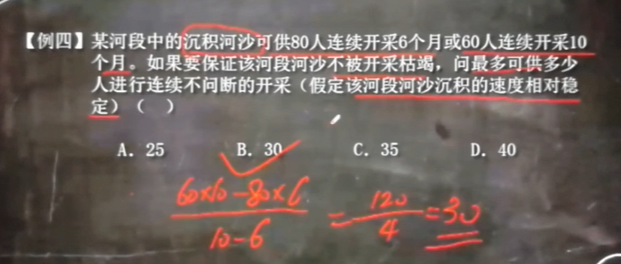 【例四】某河段中的沉积河沙可供80人连续开采6个月或60人连续开采10
个月。如果要保证该河段河沙不被开采枯竭，问最多可供多少
人进行连续不间断的开采（假定该河段河沙沉积的速度相对稳
定）（ ）
A. 25 B. 30 C. 35 D. 40
60×10-80×6
10-6
=120
4
=30